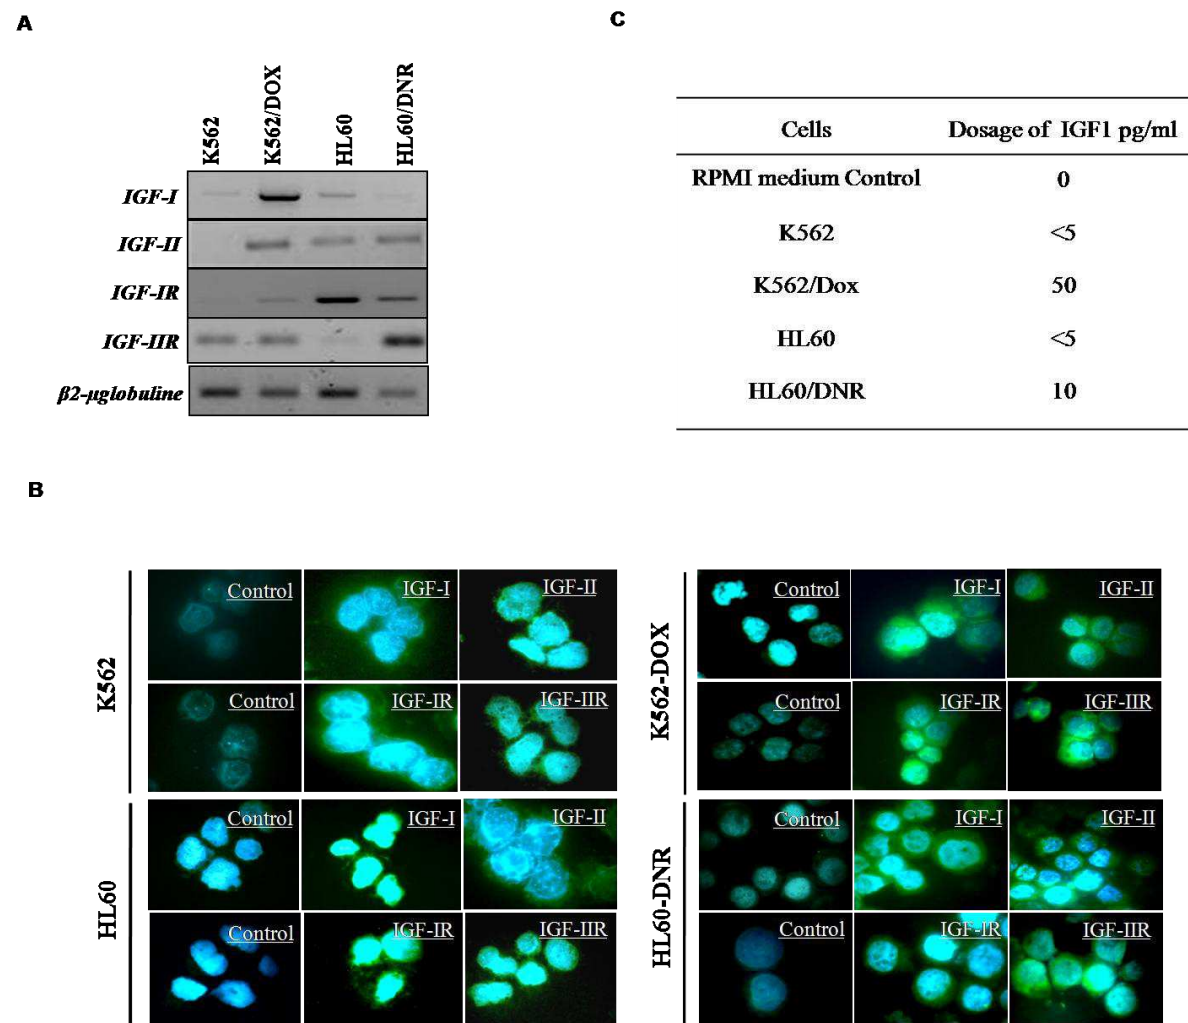 A
K562
K562/DOX
HL60
HL60/DNR
IGF-I
IGF-II
IGF-IR
IGF-IIR
β2-μglobuline
C
Cells Dosage of IGF1 pg/ml
RPMI medium Control 0
K562 <5
K562/Dox 50
HL60 <5
HL60/DNR 10
B
K562
Control IGF-I IGF-II
Control IGF-IR IGF-IIR
HL60
Control IGF-I IGF-II
Control IGF-IR IGF-IIR
K562-DOX
Control IGF-I IGF-II
Control IGF-IR IGF-IIR
HL60-DNR
Control IGF-I IGF-II
Control IGF-IR IGF-IIR